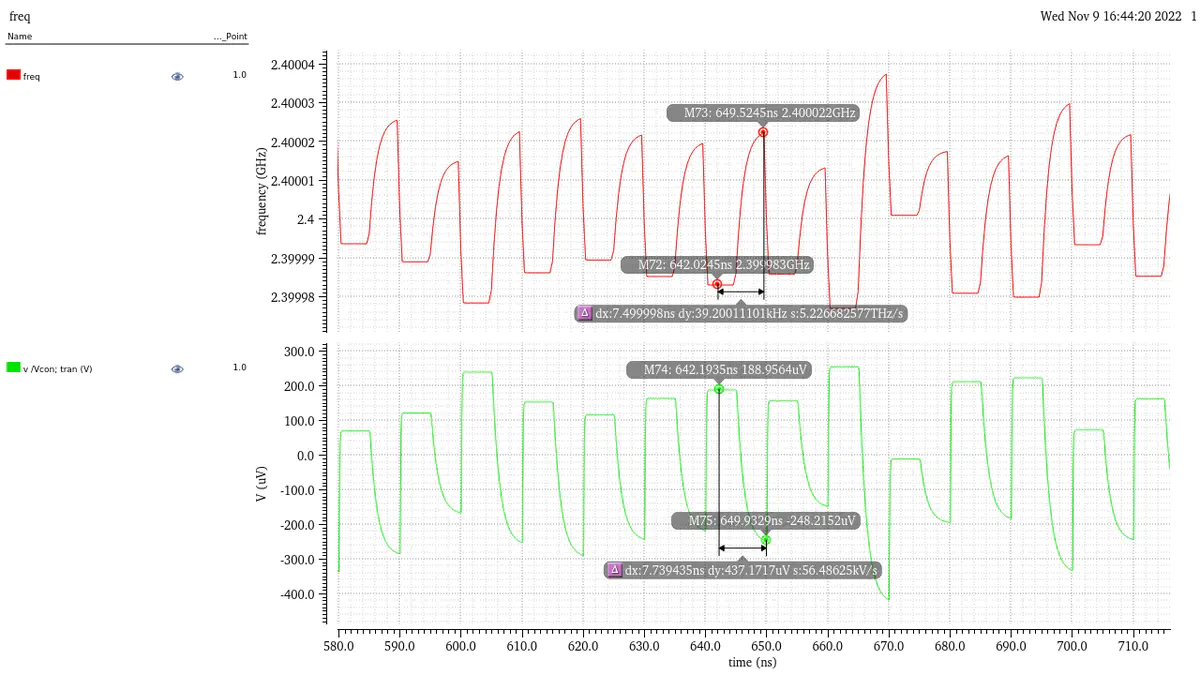 freq
Wed Nov 9 16:44:20 2022 1
Name ..._Point
freq 1.0
2.40004
2.40003
2.40002
2.40001
2.4
2.39999
2.39998
frequency (GHz)
M73: 649.5245ns 2.400022GHz
M72: 642.0245ns 2.399983GHz
Δ dx:7.499998ns dy:39.20011101kHz s:5.226682577THz/s
v /Vcon; tran (V) 1.0
300.0
200.0
100.0
0.0
-100.0
-200.0
-300.0
-400.0
V (uV)
M74: 642.1935ns 188.9564uV
M75: 649.9329ns -248.2152uV
Δ dx:7.739435ns dy:437.1717uV s:56.48625kV/s
580.0 590.0 600.0 610.0 620.0 630.0 640.0 650.0 660.0 670.0 680.0 690.0 700.0 710.0
time (ns)